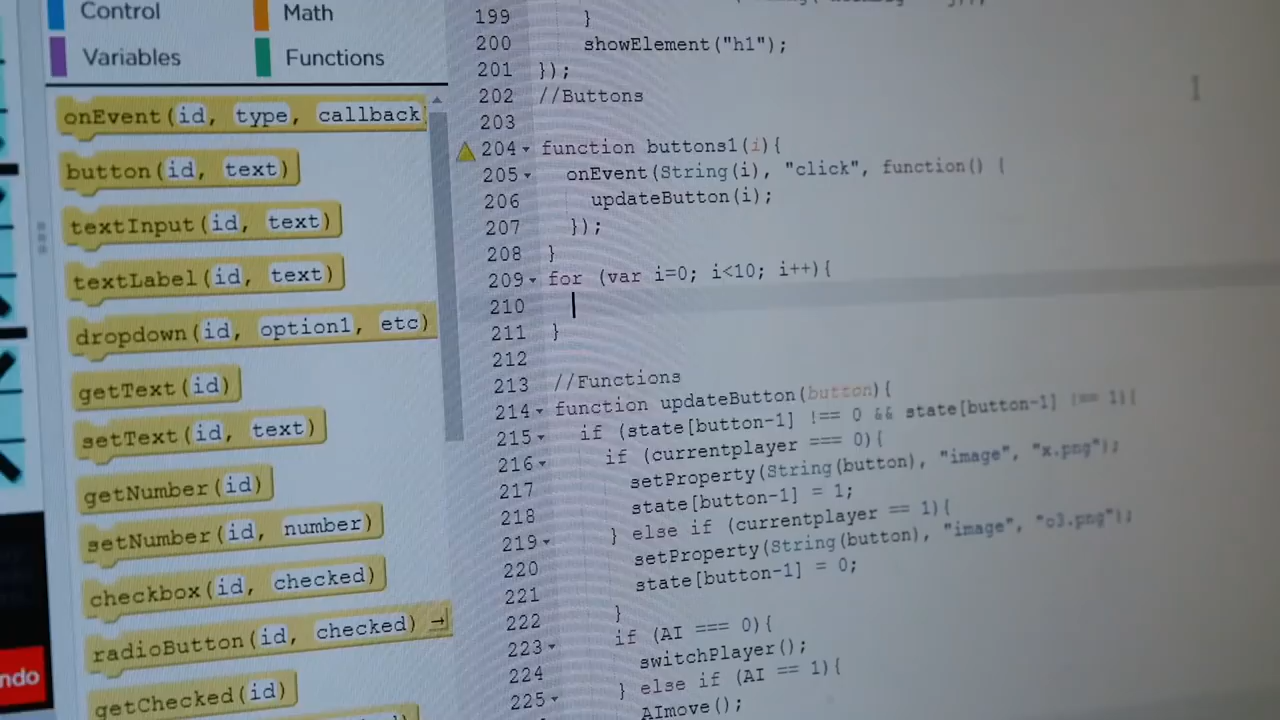 Control
Math
Variables
Functions
onEvent(id, type, callback
button(id, text)
textInput(id, text)
textLabel(id, text)
dropdown(id, option1, etc)
getText(id)
setText(id, text)
getNumber(id)
setNumber(id, number)
checkbox(id, checked)
radioButton(id, checked) →
getChecked(id)
ndo
199 }
200 showElement("h1");
201 });
202 //Buttons
203
204 function buttons1(i){
205 onEvent(String(i), "click", function() {
206 updateButton(i);
207 });
208 }
209 for (var i=0; i<10; i++){
210
211 }
212
213 //Functions
214 function updateButton(button){
215 if (state[button-1] !== 0 && state[button-1] !== 1){
216 if (currentplayer === 0){
217 setProperty(String(button), "image", "x.png");
218 state[button-1] = 1;
219 } else if (currentplayer == 1){
220 setProperty(String(button), "image", "o3.png");
221 state[button-1] = 0;
222 }
223 if (AI === 0){
224 switchPlayer();
225 } else if (AI == 1){
AImove();